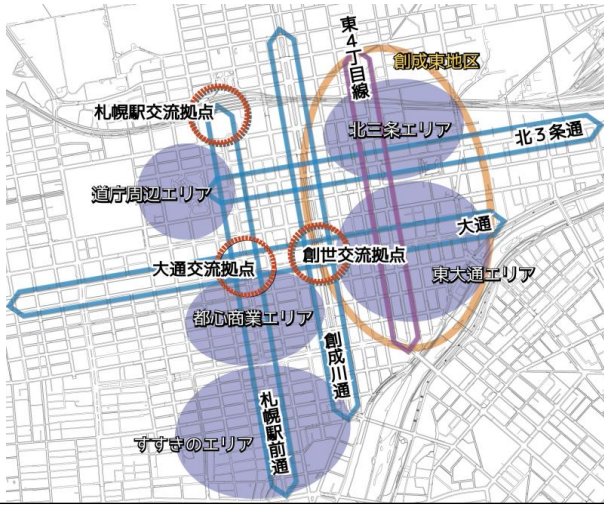 東４丁目線
創成東地区
札幌駅交流拠点
北三条エリア
北３条通
道庁周辺エリア
大通
大通交流拠点
創世交流拠点
東大通エリア
都心商業エリア
創成川通
札幌駅前通
すすきのエリア